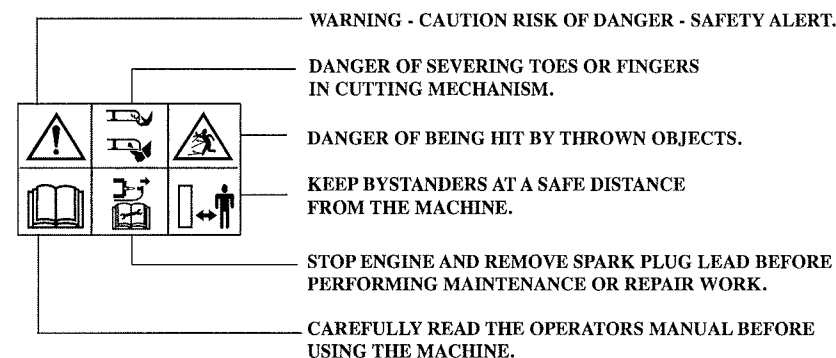 WARNING - CAUTION RISK OF DANGER - SAFETY ALERT.
DANGER OF SEVERING TOES OR FINGERS
IN CUTTING MECHANISM.
DANGER OF BEING HIT BY THROWN OBJECTS.
KEEP BYSTANDERS AT A SAFE DISTANCE
FROM THE MACHINE.
STOP ENGINE AND REMOVE SPARK PLUG LEAD BEFORE
PERFORMING MAINTENANCE OR REPAIR WORK.
CAREFULLY READ THE OPERATORS MANUAL BEFORE
USING THE MACHINE.